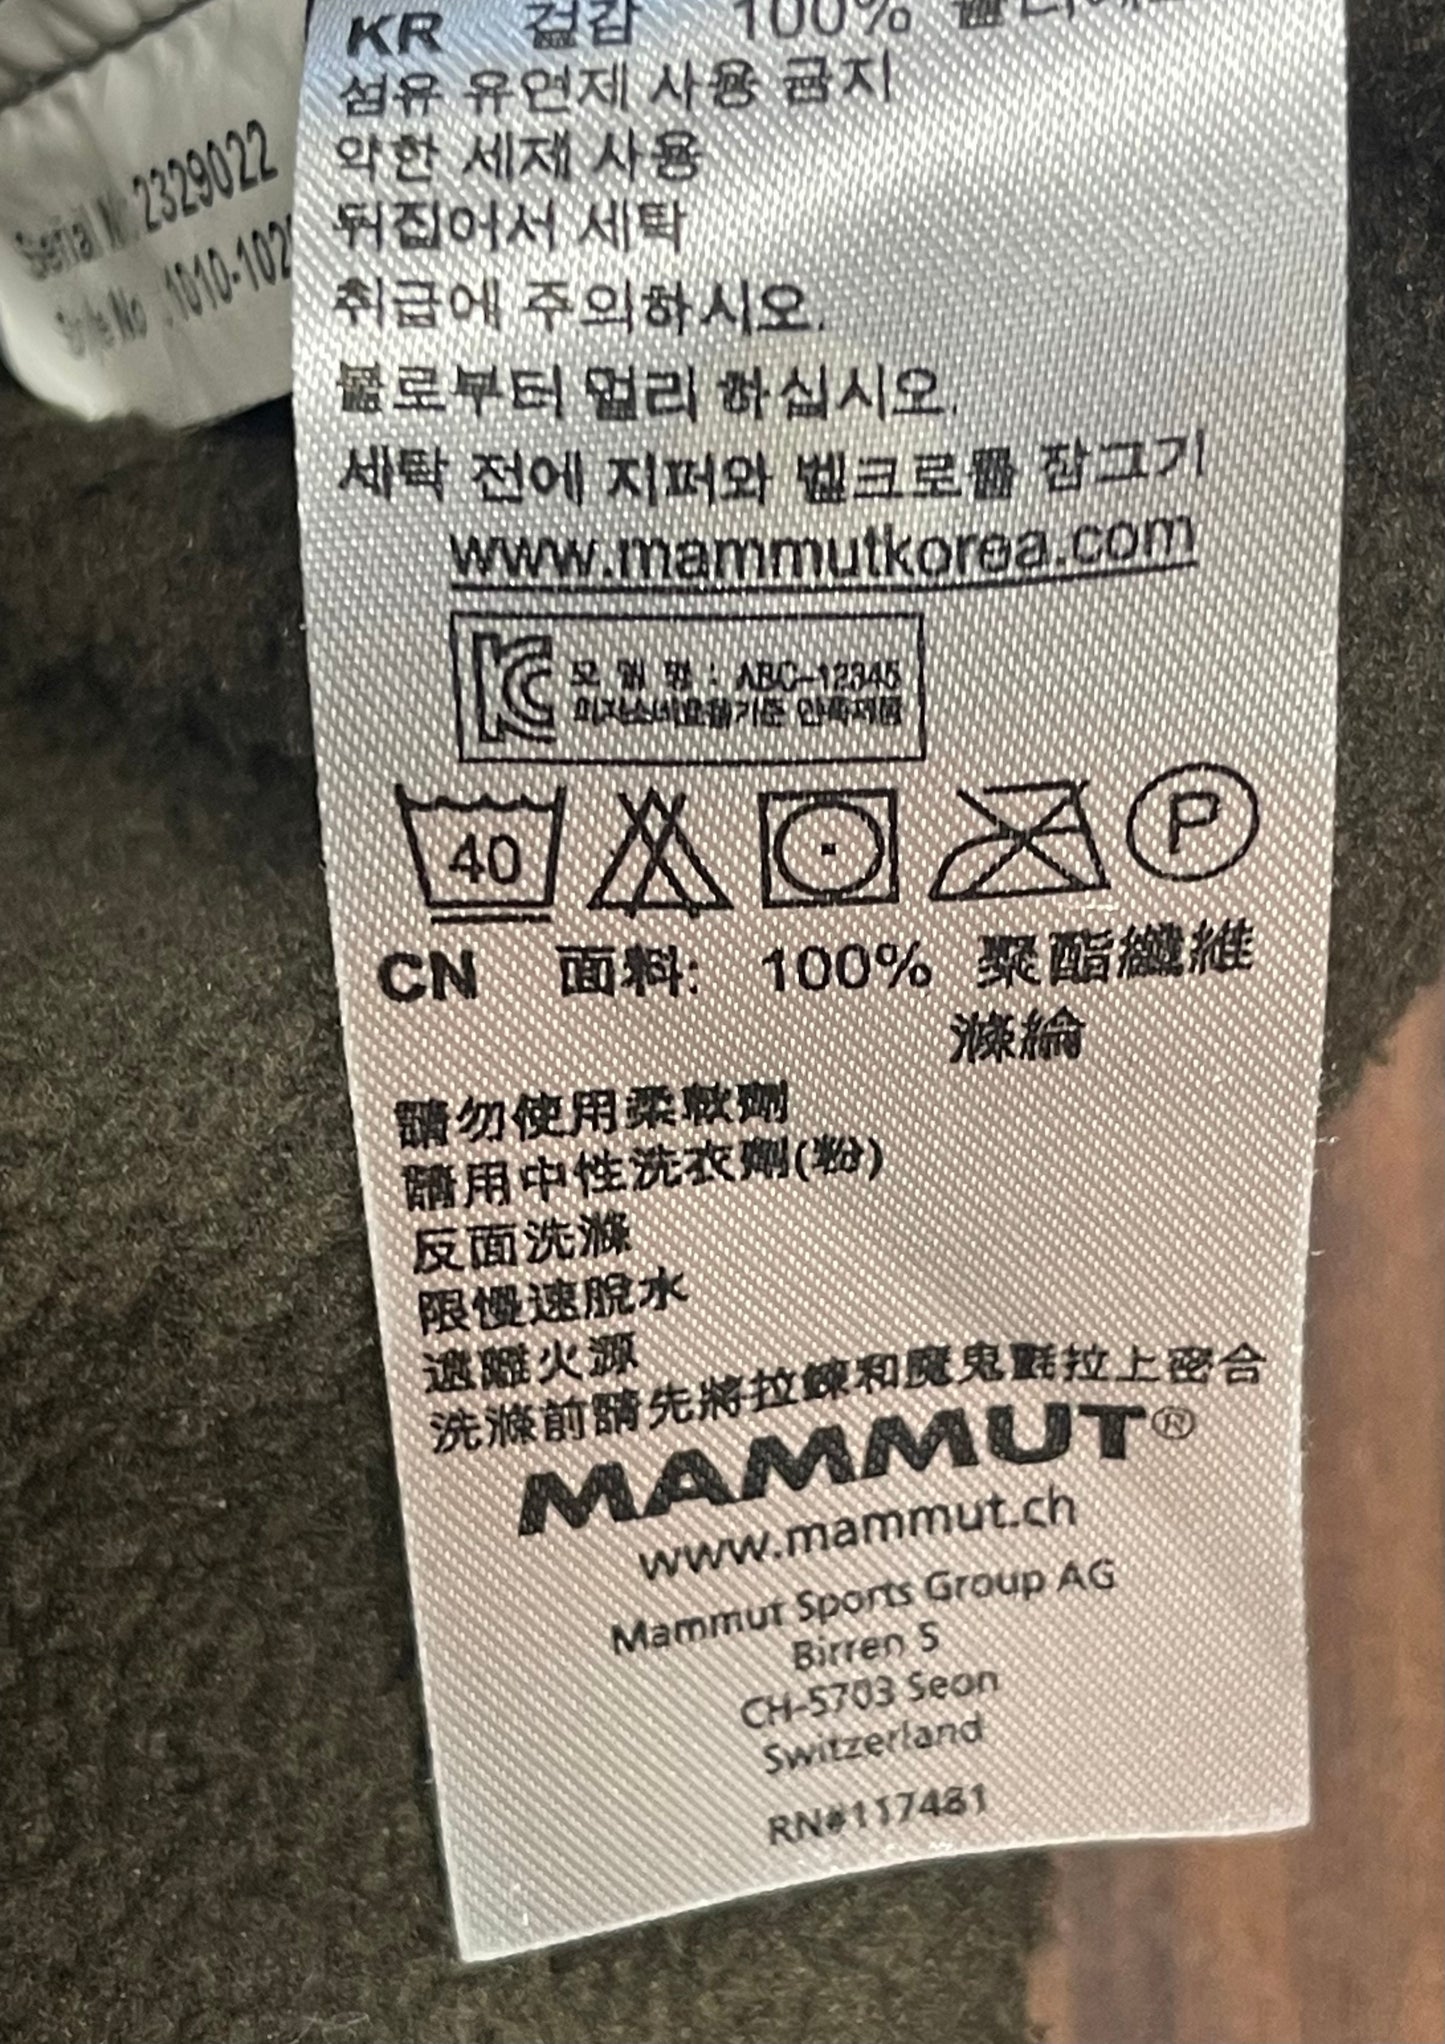 Serial Nr. 2329022
Style No.: 1010-102
KR 겉감 100% 폴리에스
섬유 유연제 사용 금지
약한 세제 사용
뒤집어서 세탁
취급에 주의하시오.
불로부터 멀리 하십시오.
세탁 전에 지퍼와 벨크로를 잠그기
www.mammutkorea.com
모 델 명 : ABC-12345
40
P
CN 面料: 100% 聚酯纖維
滌綸
請勿使用柔軟劑
請用中性洗衣劑(粉)
反面洗滌
限慢速脫水
遠離火源
洗滌前請先將拉鍊和魔鬼氈拉上密合
MAMMUT®
www.mammut.ch
Mammut Sports Group AG
Birren 5
CH-5703 Seon
Switzerland
RN#117481